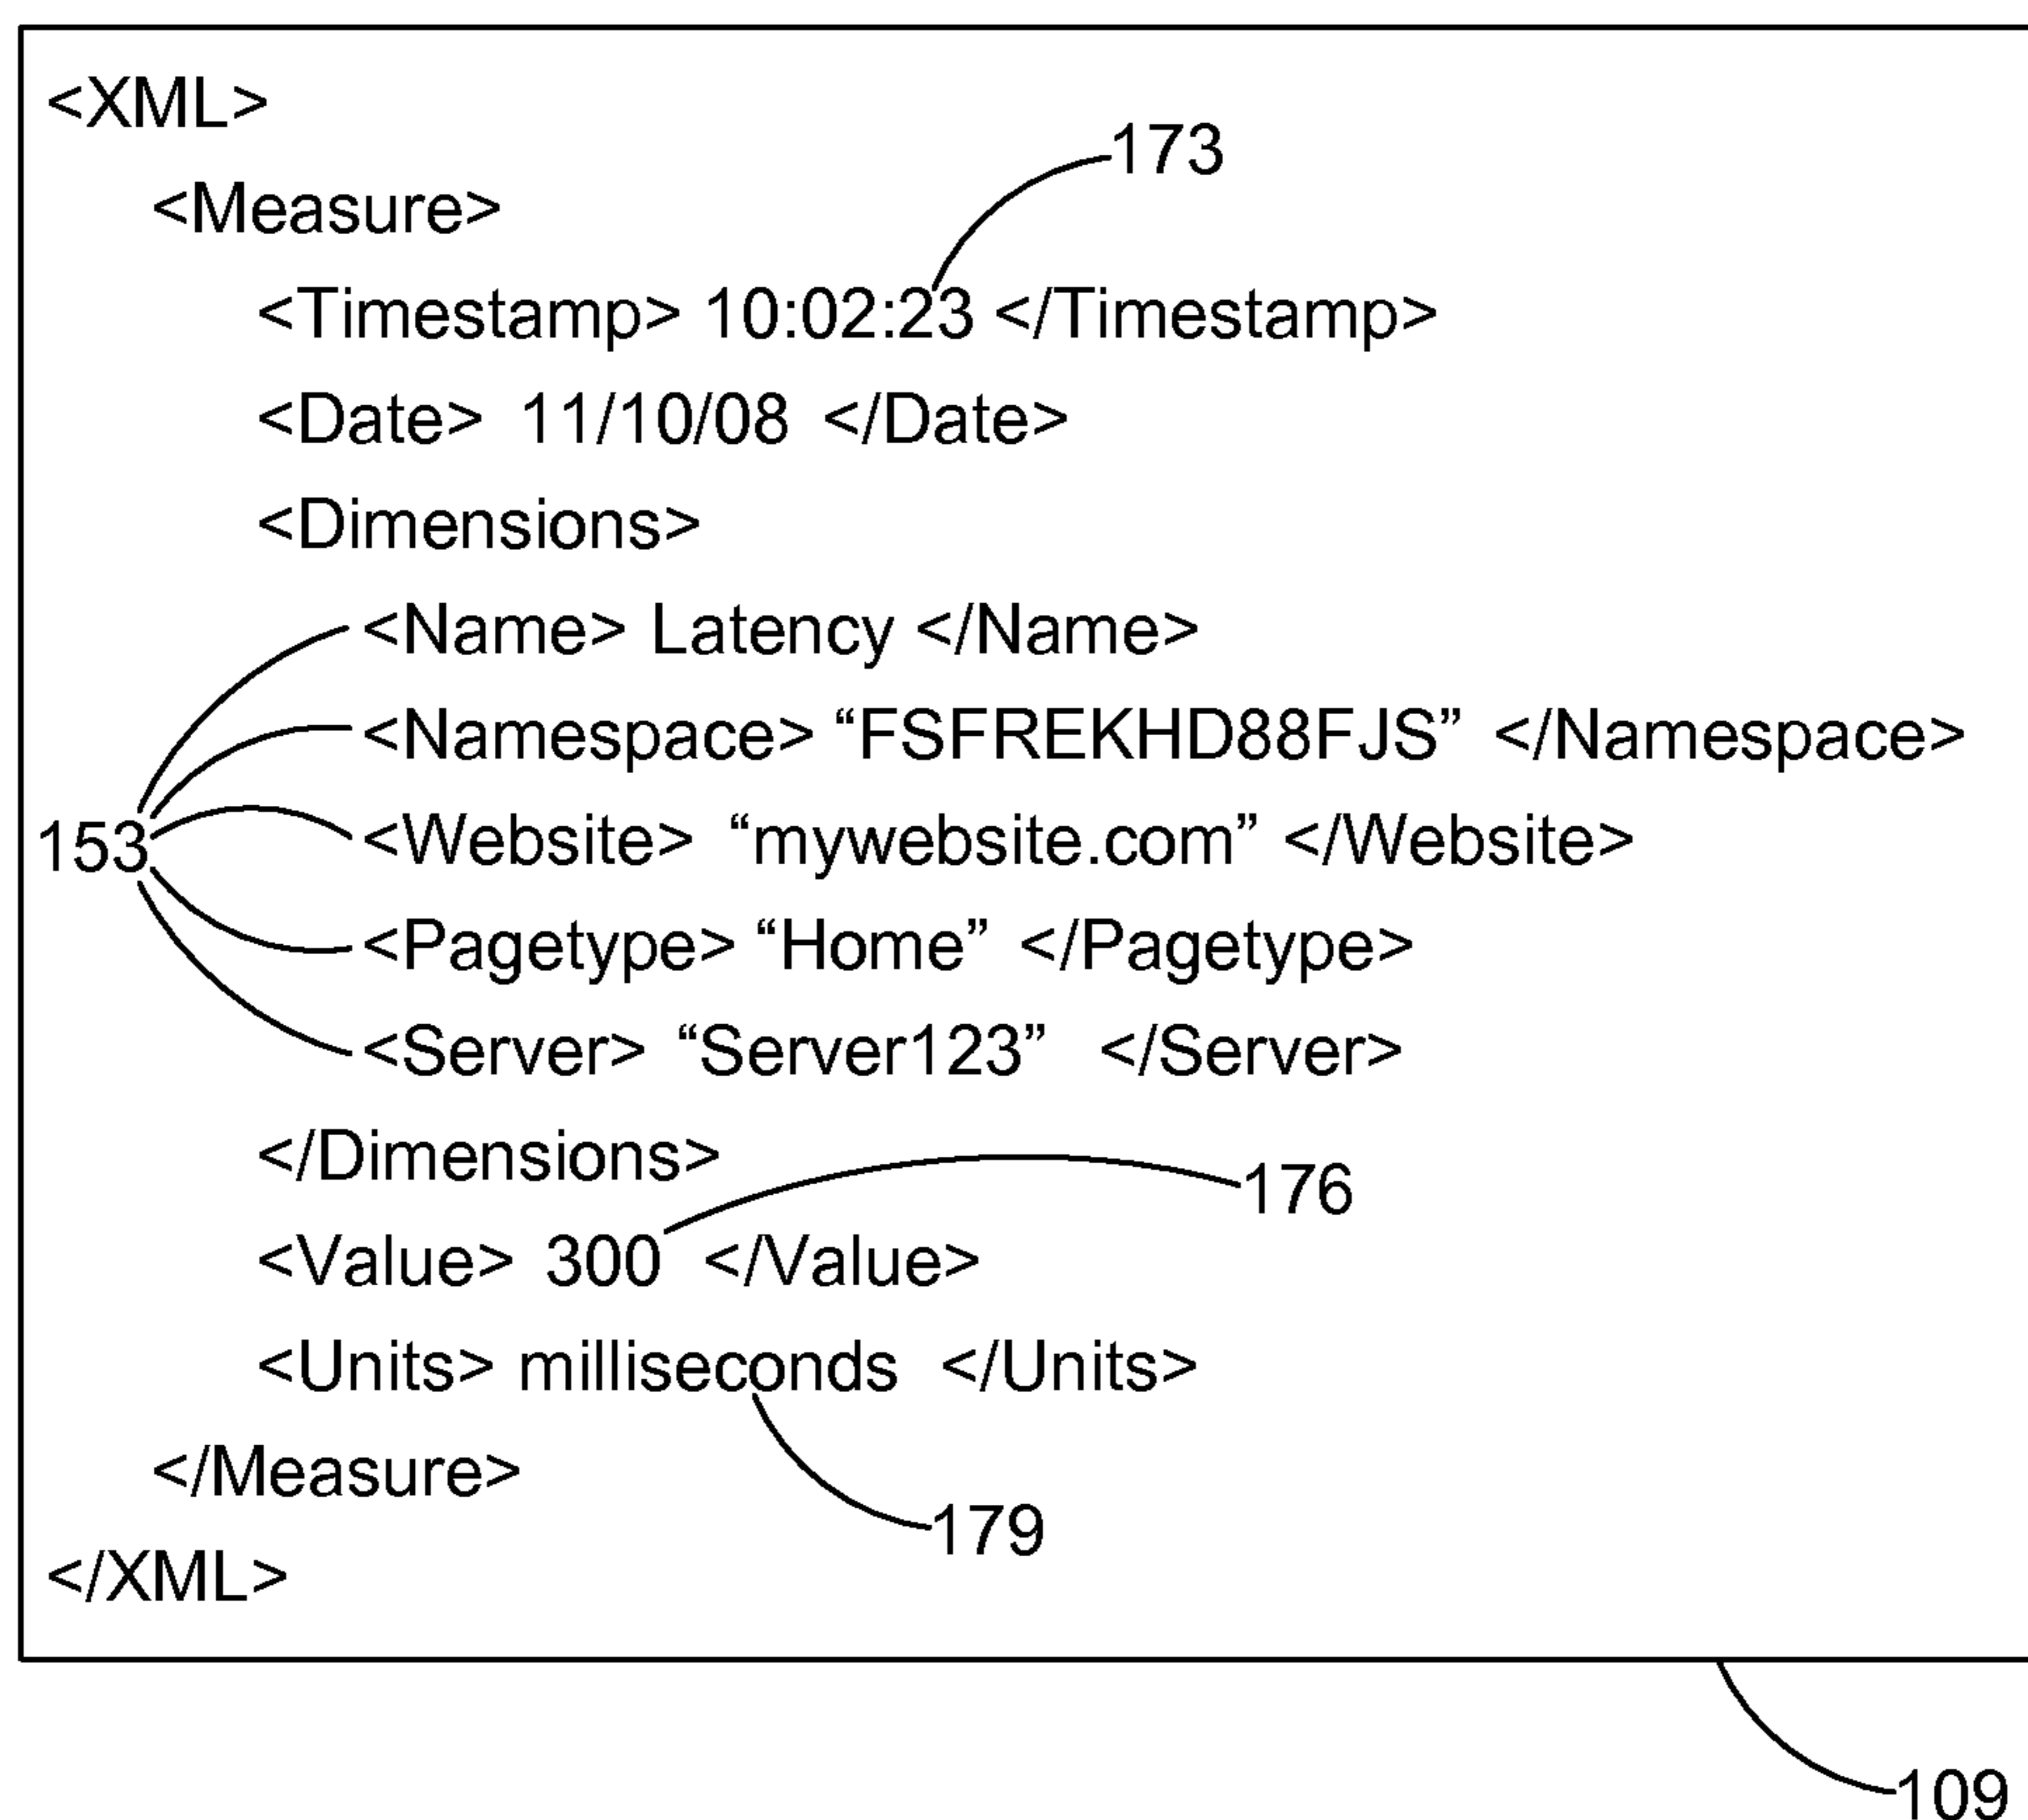 <XML>
173
<Measure>
<Timestamp> 10:02:23 </Timestamp>
<Date> 11/10/08 </Date>
<Dimensions>
<Name> Latency </Name>
<Namespace> “FSFREKHD88FJS” </Namespace>
153 <Website> “mywebsite.com” </Website>
<Pagetype> “Home” </Pagetype>
<Server> “Server123” </Server>
</Dimensions>
176
<Value> 300 </Value>
<Units> milliseconds </Units>
</Measure>
179
</XML>
109